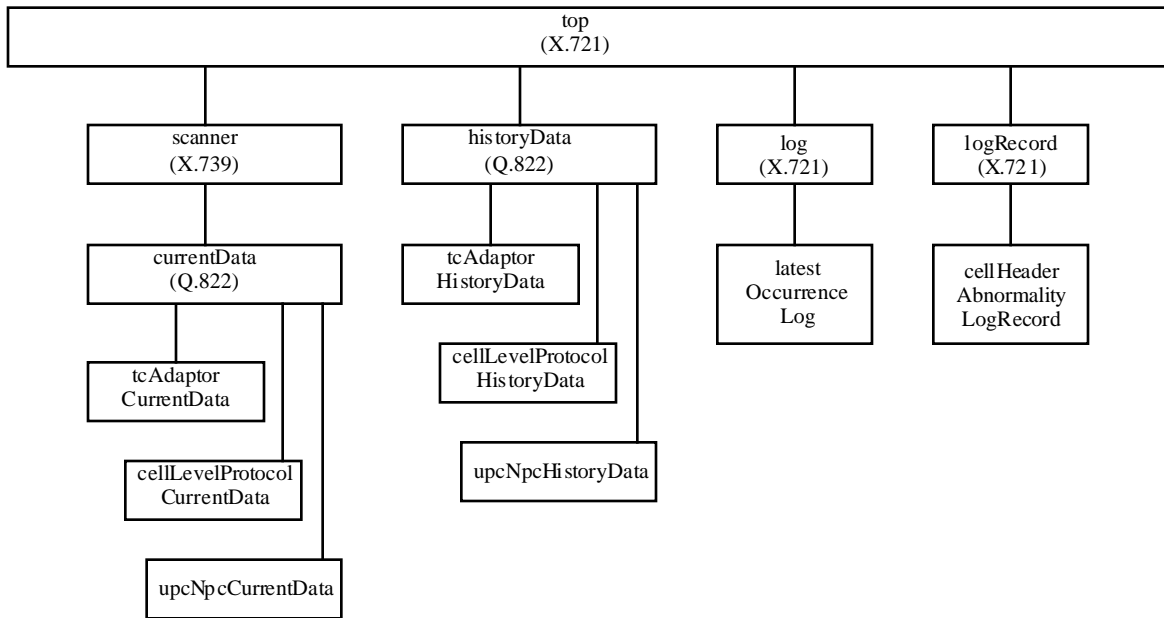 top
(X.721)
scanner
(X.739)
historyData
(Q.822)
log
(X.721)
logRecord
(X.721)
currentData
(Q.822)
tcAdaptor
HistoryData
latest
Occurrence
Log
cellHeader
Abnormality
LogRecord
cellLevelProtocol
HistoryData
tcAdaptor
CurrentData
upcNpcHistoryData
cellLevelProtocol
CurrentData
upcNpcCurrentData